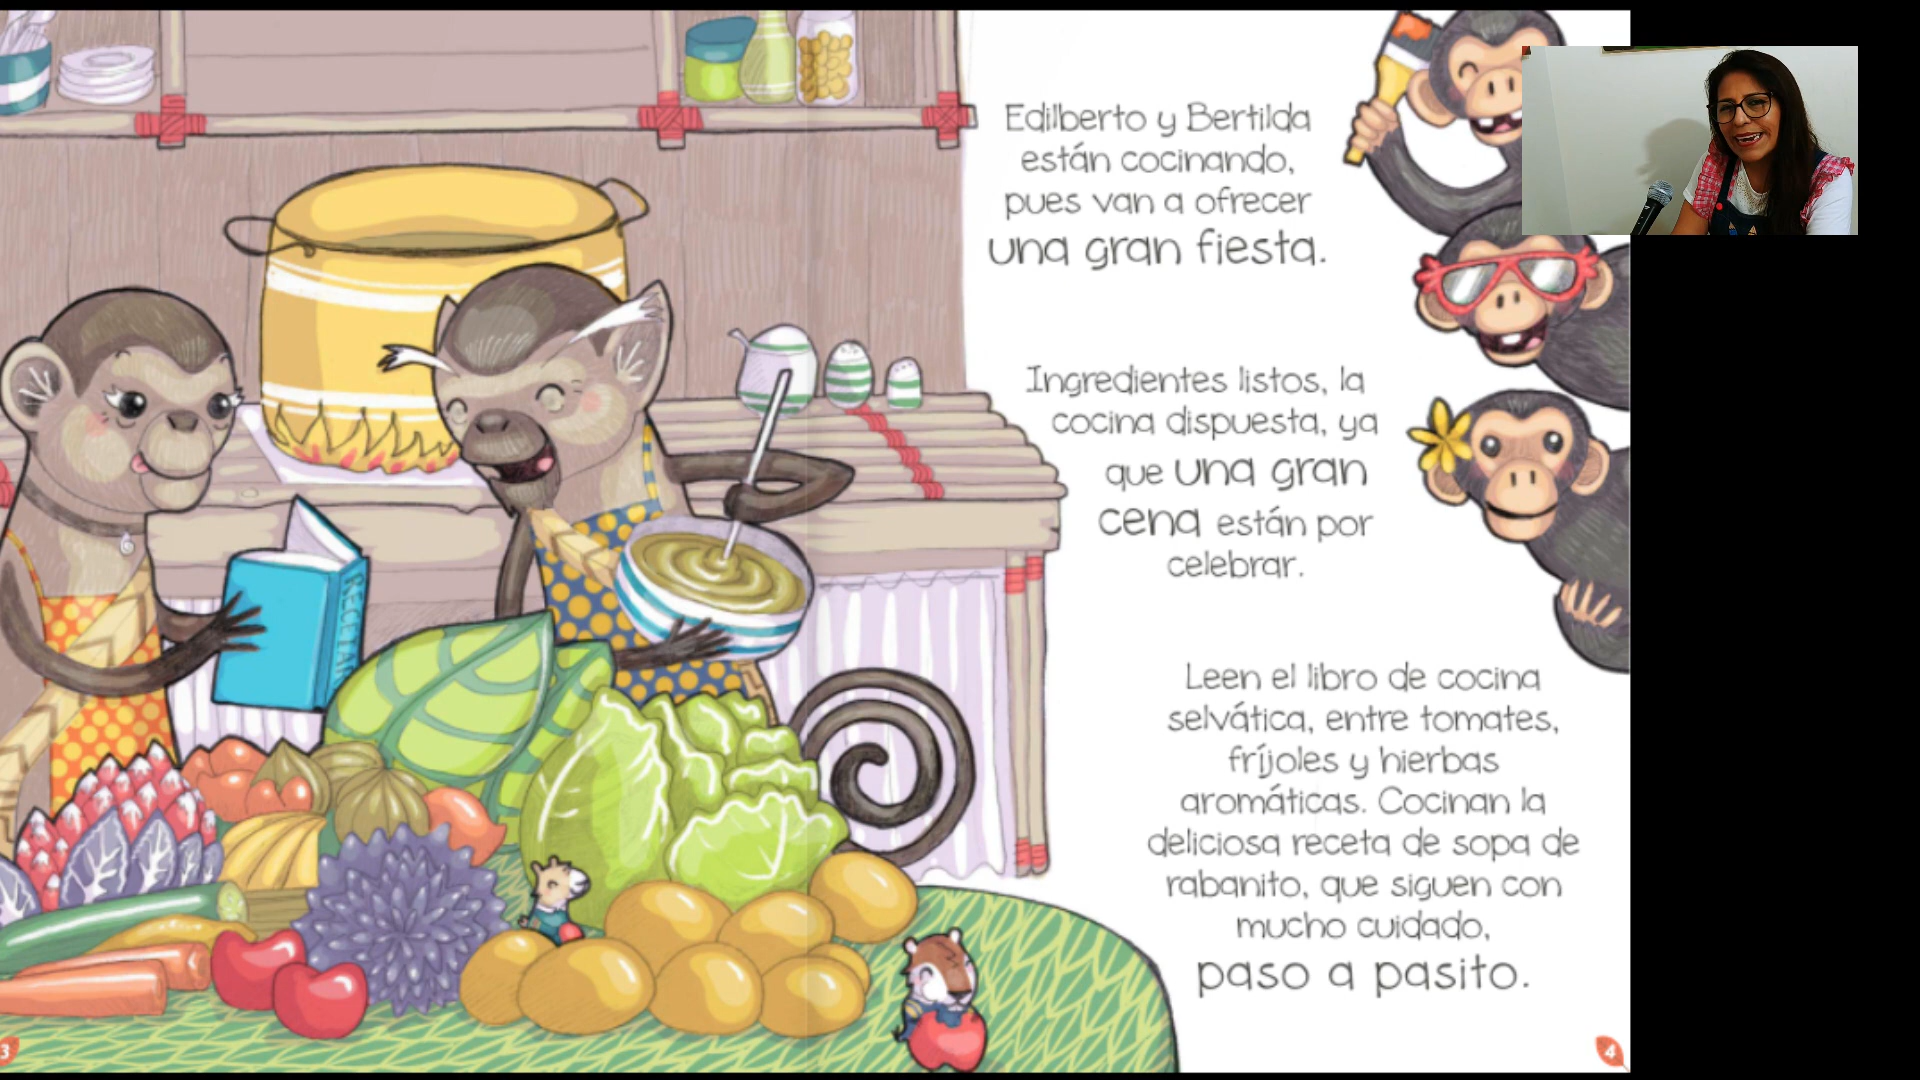 Edilberto y Bertilda
están cocinando,
pues van a ofrecer
una gran fiesta.
Ingredientes listos, la
cocina dispuesta, ya
que una gran
cena están por
celebrar.
Leen el libro de cocina
selvática, entre tomates,
fríjoles y hierbas
aromáticas. Cocinan la
deliciosa receta de sopa de
rabanito, que siguen con
mucho cuidado,
paso a pasito.
RECETAR
3
4